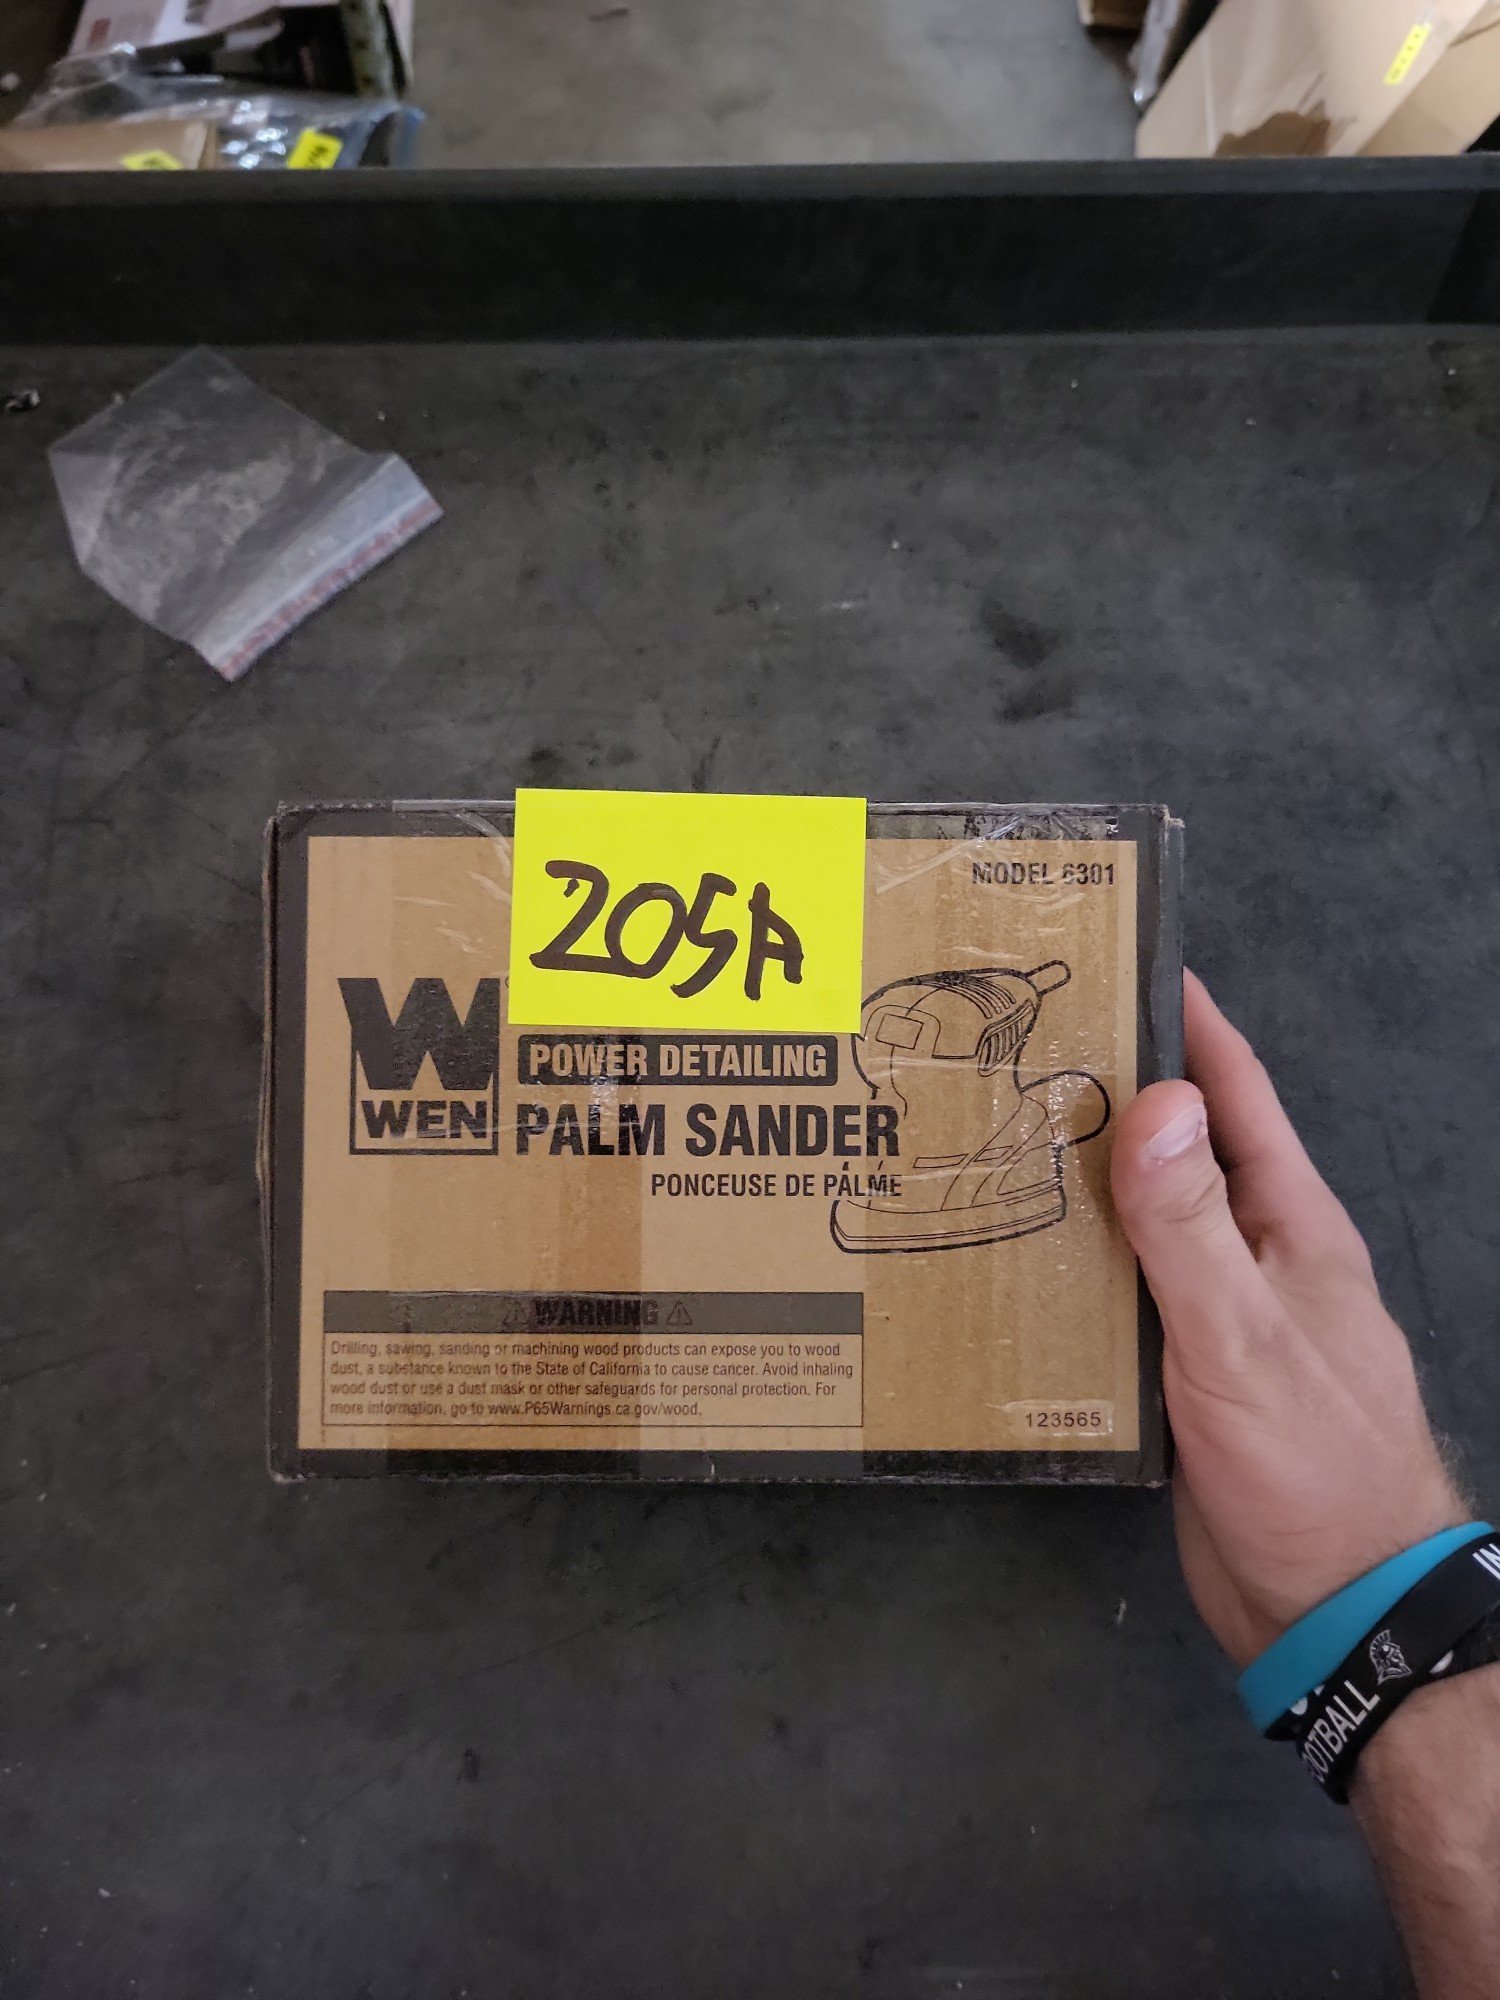 205A
MODEL 6301
WEN
POWER DETAILING
PALM SANDER
PONCEUSE DE PALME
⚠ WARNING ⚠
Drilling, sawing, sanding or machining wood products can expose you to wood
dust, a substance known to the State of California to cause cancer. Avoid inhaling
wood dust or use a dust mask or other safeguards for personal protection. For
more information, go to www.P65Warnings.ca.gov/wood.
123565
IN
OOTBALL